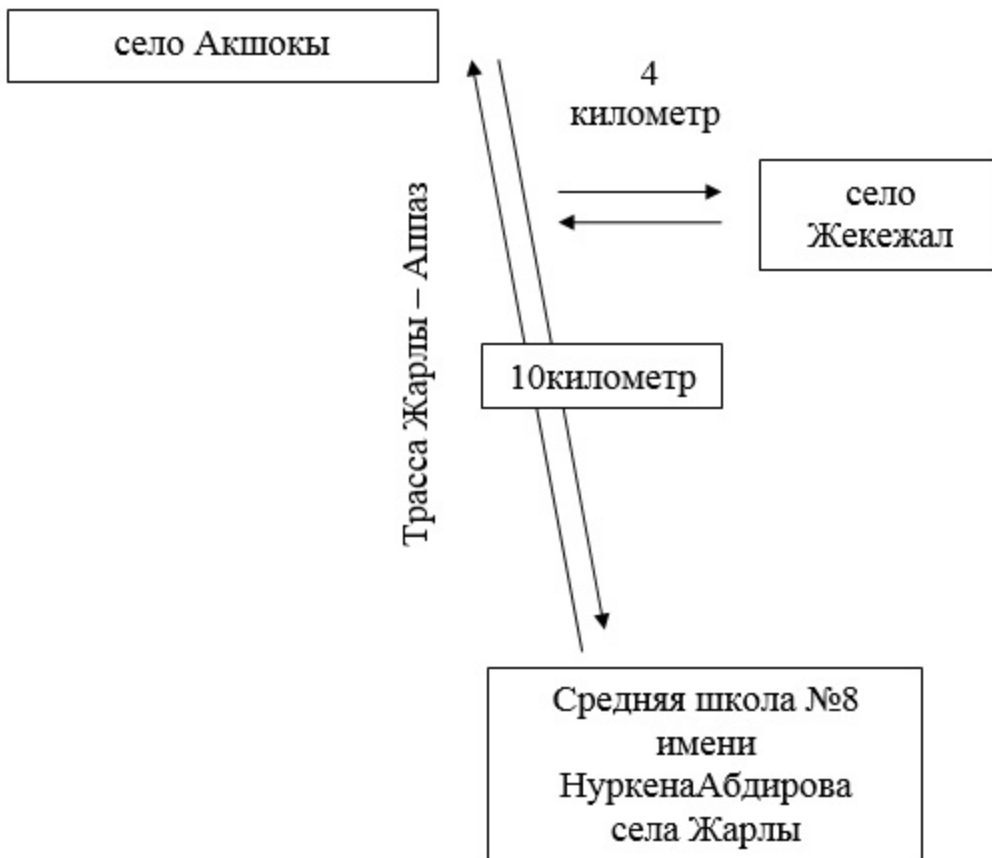 село Акшокы
4
километр
село
Жекежал
Трасса Жарлы – Аппаз
10километр
Средняя школа №8
имени
НуркенаАбдирова
села Жарлы